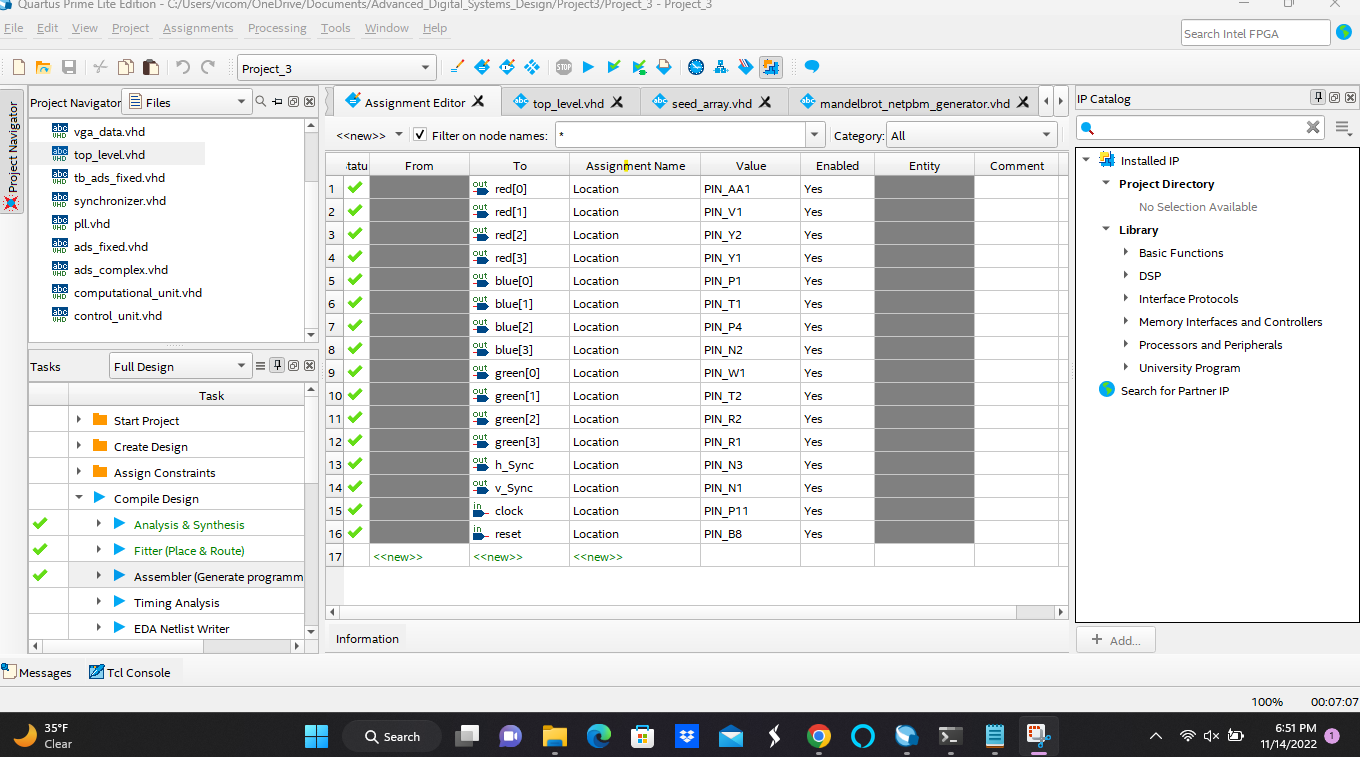 Quartus Prime Lite Edition - C:/Users/vicom/OneDrive/Documents/Advanced_Digital_Systems_Design/Project3/Project_3 - Project_3
File Edit View Project Assignments Processing Tools Window Help
Search Intel FPGA
Project_3
STOP
Project Navigator
Project Navigator Files
vga_data.vhd
top_level.vhd
tb_ads_fixed.vhd
synchronizer.vhd
pll.vhd
ads_fixed.vhd
ads_complex.vhd
computational_unit.vhd
control_unit.vhd
Tasks Full Design
Task
Start Project
Create Design
Assign Constraints
Compile Design
Analysis & Synthesis
Fitter (Place & Route)
Assembler (Generate programm
Timing Analysis
EDA Netlist Writer
Assignment Editor top_level.vhd seed_array.vhd mandelbrot_netpbm_generator.vhd
<<new>> Filter on node names: * Category: All
tatu From To Assignment Name Value Enabled Entity Comment
1 out red[0] Location PIN_AA1 Yes
2 out red[1] Location PIN_V1 Yes
3 out red[2] Location PIN_Y2 Yes
4 out red[3] Location PIN_Y1 Yes
5 out blue[0] Location PIN_P1 Yes
6 out blue[1] Location PIN_T1 Yes
7 out blue[2] Location PIN_P4 Yes
8 out blue[3] Location PIN_N2 Yes
9 out green[0] Location PIN_W1 Yes
10 out green[1] Location PIN_T2 Yes
11 out green[2] Location PIN_R2 Yes
12 out green[3] Location PIN_R1 Yes
13 out h_Sync Location PIN_N3 Yes
14 out v_Sync Location PIN_N1 Yes
15 in clock Location PIN_P11 Yes
16 in reset Location PIN_B8 Yes
17 <<new>> <<new>> <<new>>
Information
IP Catalog
Installed IP
Project Directory
No Selection Available
Library
Basic Functions
DSP
Interface Protocols
Memory Interfaces and Controllers
Processors and Peripherals
University Program
Search for Partner IP
+ Add...
Messages Tcl Console
100% 00:07:07
35°F
Clear
Search
6:51 PM
11/14/2022
1